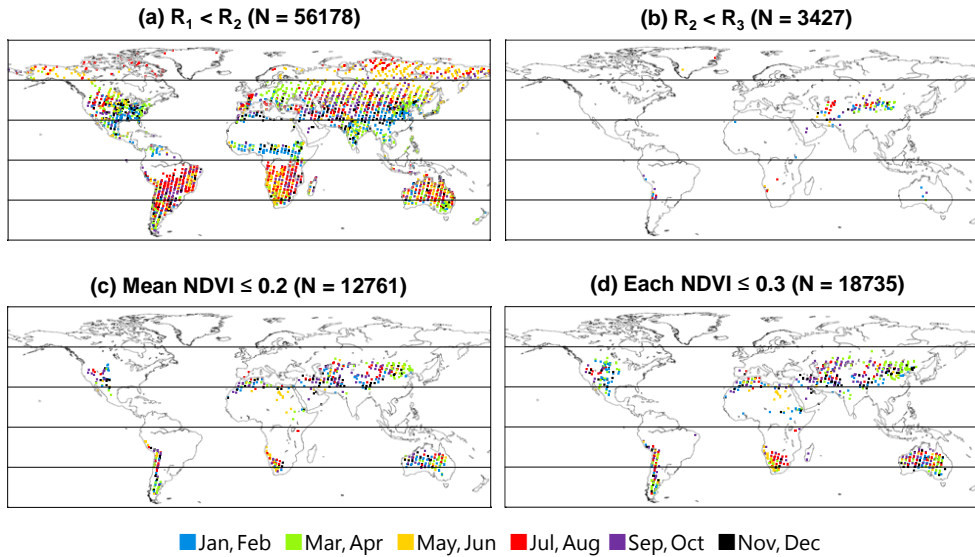 (a) R₁ < R₂ (N = 56178)
(b) R₂ < R₃ (N = 3427)
(c) Mean NDVI ≤ 0.2 (N = 12761)
(d) Each NDVI ≤ 0.3 (N = 18735)
Jan, Feb Mar, Apr May, Jun Jul, Aug Sep, Oct Nov, Dec